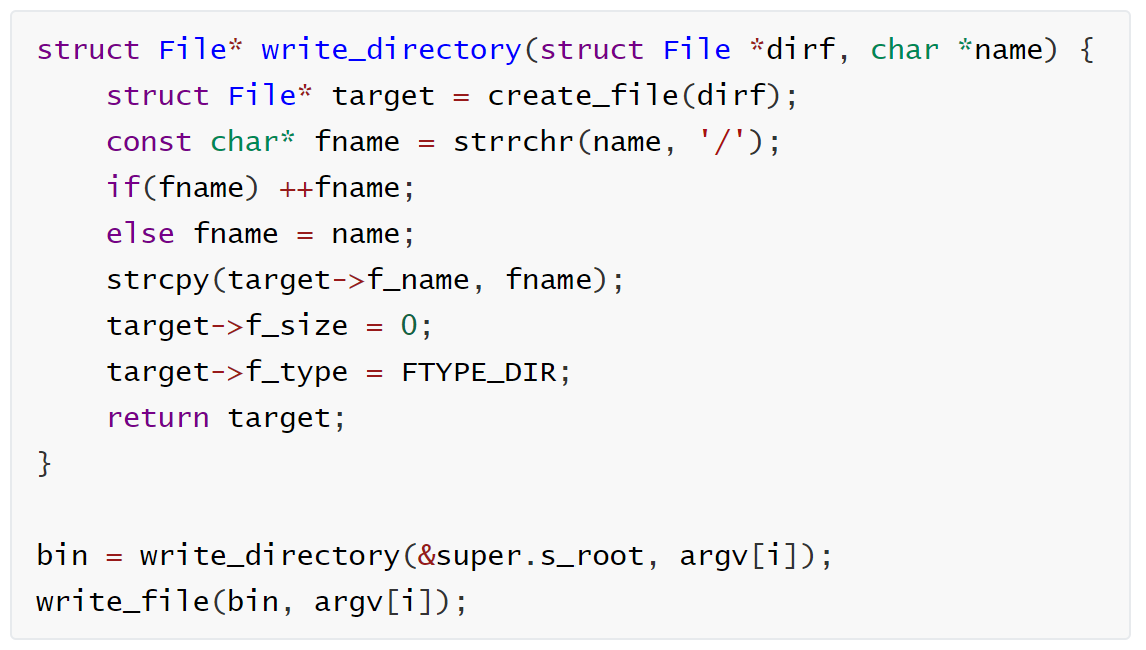 struct File* write_directory(struct File *dirf, char *name) {
    struct File* target = create_file(dirf);
    const char* fname = strrchr(name, '/');
    if(fname) ++fname;
    else fname = name;
    strcpy(target->f_name, fname);
    target->f_size = 0;
    target->f_type = FTYPE_DIR;
    return target;
}

bin = write_directory(&super.s_root, argv[i]);
write_file(bin, argv[i]);